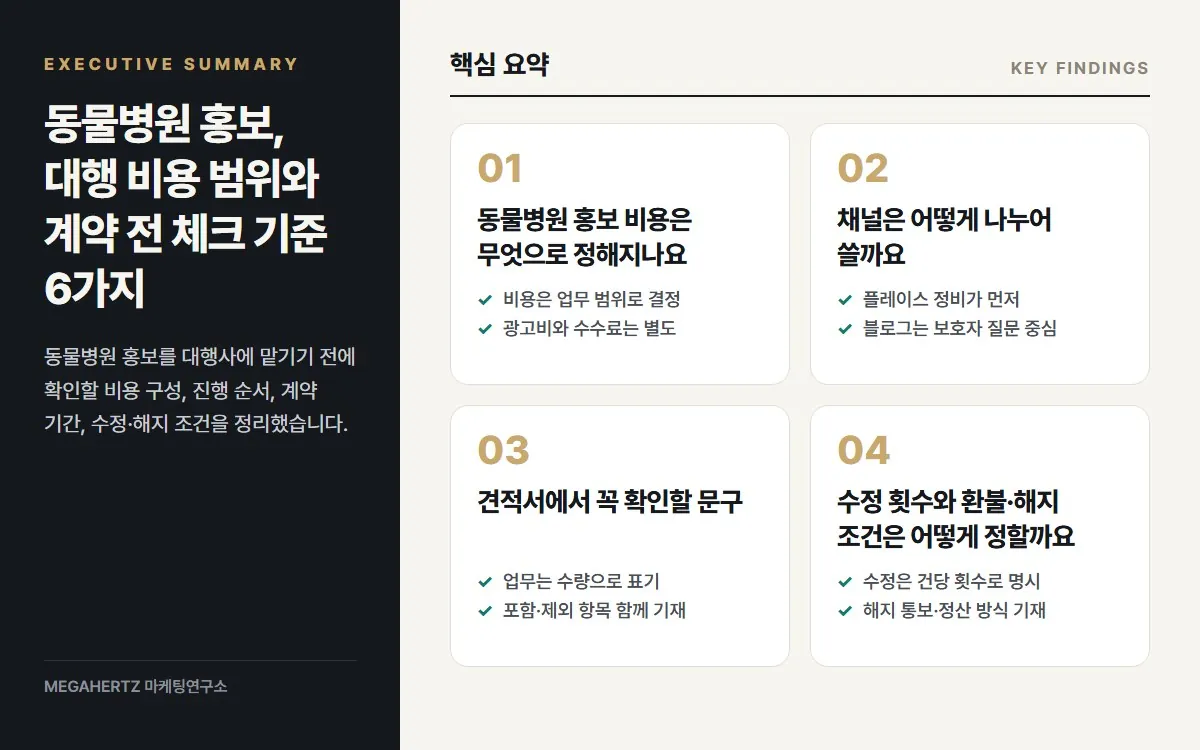 EXECUTIVE SUMMARY
동물병원 홍보,
대행 비용 범위와
계약 전 체크 기준
6가지
동물병원 홍보를 대행사에 맡기기 전에
확인할 비용 구성, 진행 순서, 계약
기간, 수정·해지 조건을 정리했습니다.
MEGAHERTZ 마케팅연구소
핵심 요약
KEY FINDINGS
01
동물병원 홍보 비용은
무엇으로 정해지나요
✓ 비용은 업무 범위로 결정
✓ 광고비와 수수료는 별도
02
채널은 어떻게 나누어
쓸까요
✓ 플레이스 정비가 먼저
✓ 블로그는 보호자 질문 중심
03
견적서에서 꼭 확인할 문구
✓ 업무는 수량으로 표기
✓ 포함·제외 항목 함께 기재
04
수정 횟수와 환불·해지
조건은 어떻게 정할까요
✓ 수정은 건당 횟수로 명시
✓ 해지 통보·정산 방식 기재